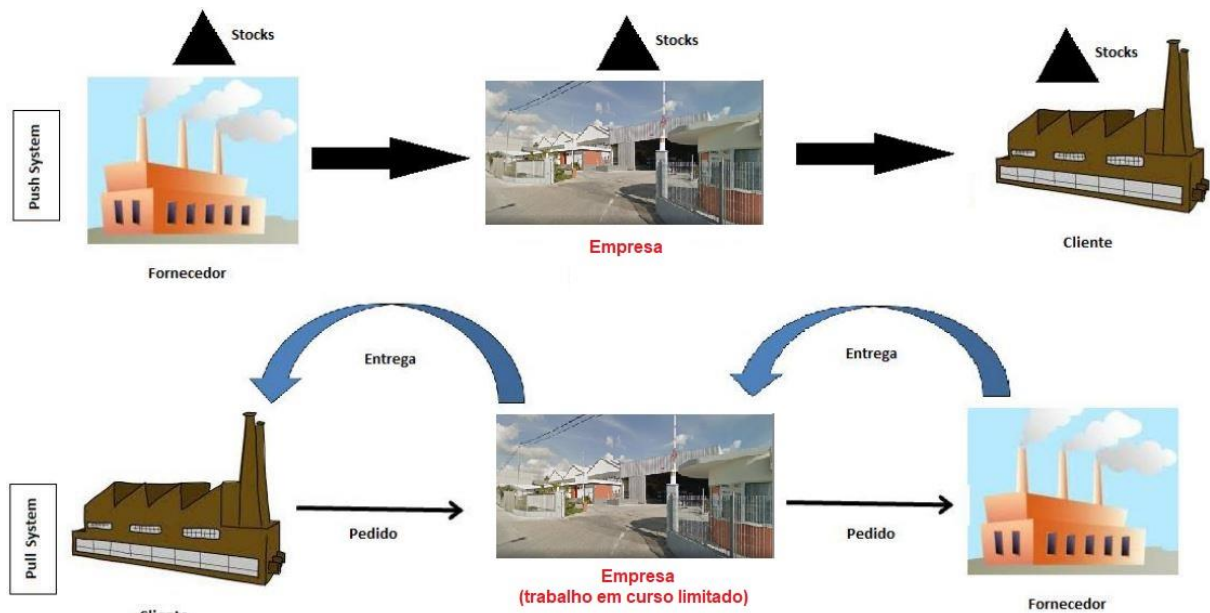 Push System
Stocks
Stocks
Stocks
Fornecedor
Empresa
Cliente
Pull System
Entrega
Entrega
Pedido
Pedido
Cliente
Empresa
(trabalho em curso limitado)
Fornecedor